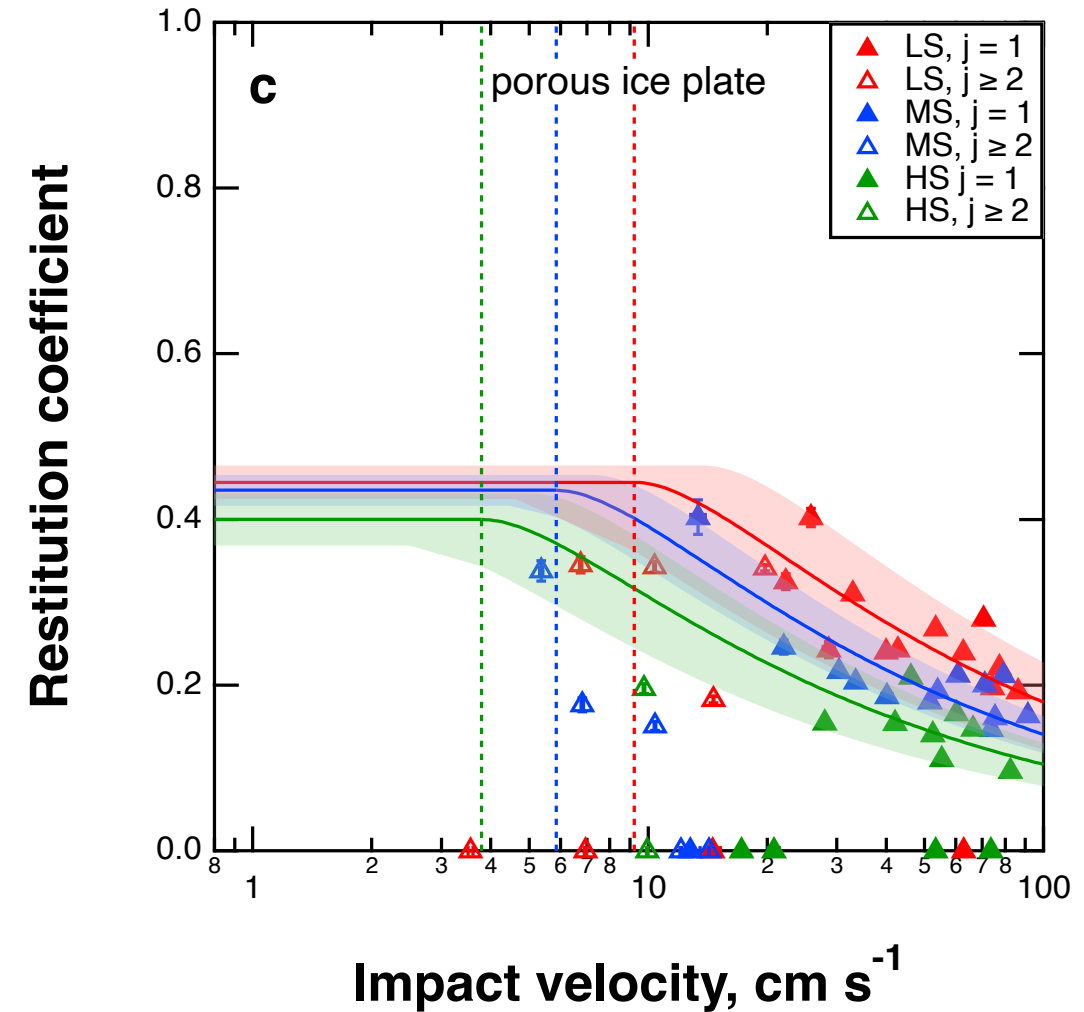 1.0
0.8
0.6
0.4
0.2
0.0
Restitution coefficient
c
porous ice plate
LS, j = 1
LS, j ≥ 2
MS, j = 1
MS, j ≥ 2
HS j = 1
HS, j ≥ 2
8 2 3 4 5 6 7 8 2 3 4 5 6 7 8
1 10 100
Impact velocity, cm s-1